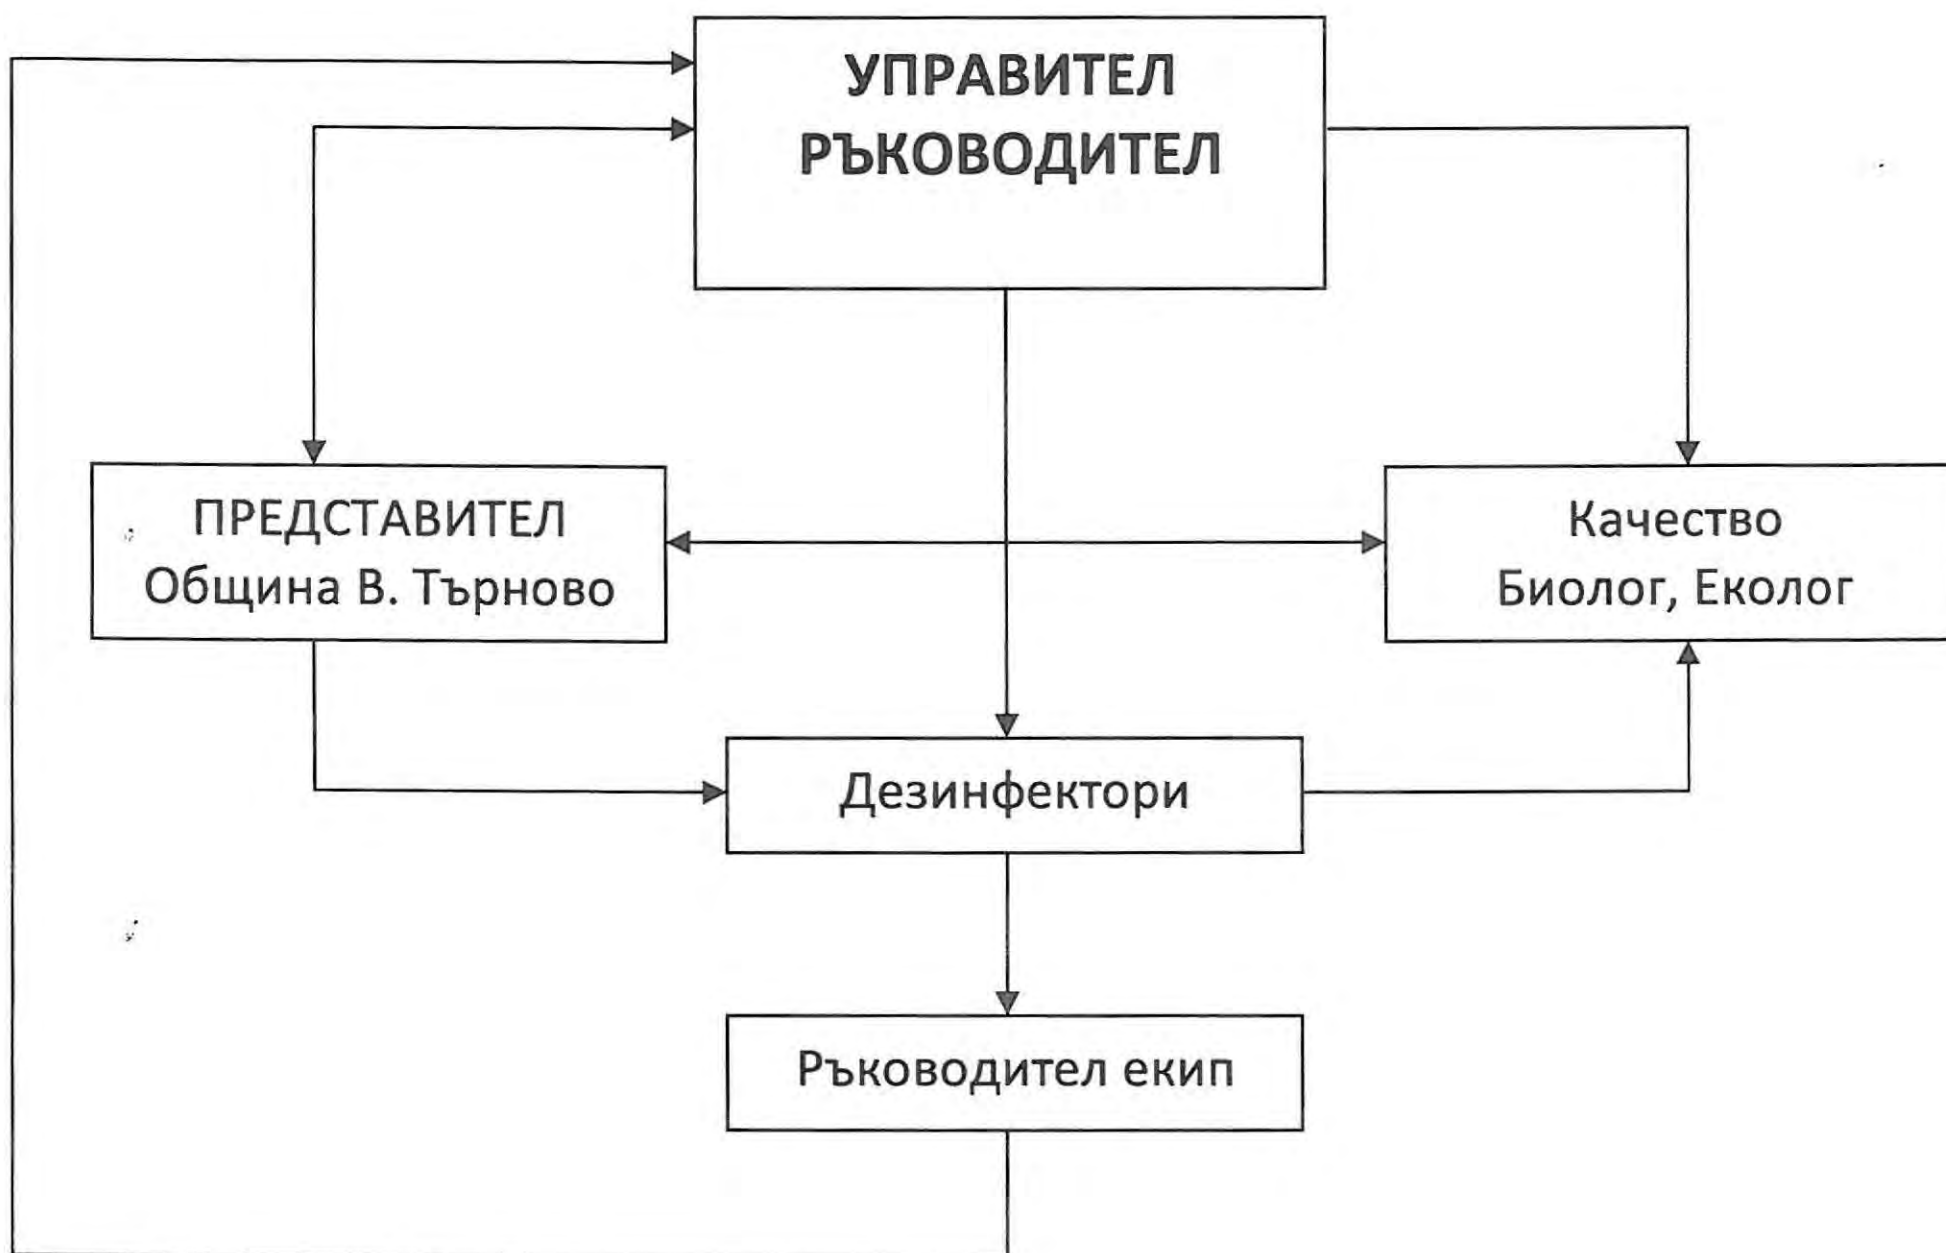 УПРАВИТЕЛ
РЪКОВОДИТЕЛ
ПРЕДСТАВИТЕЛ
Община В. Търново
Качество
Биолог, Еколог
Дезинфектори
Ръководител екип